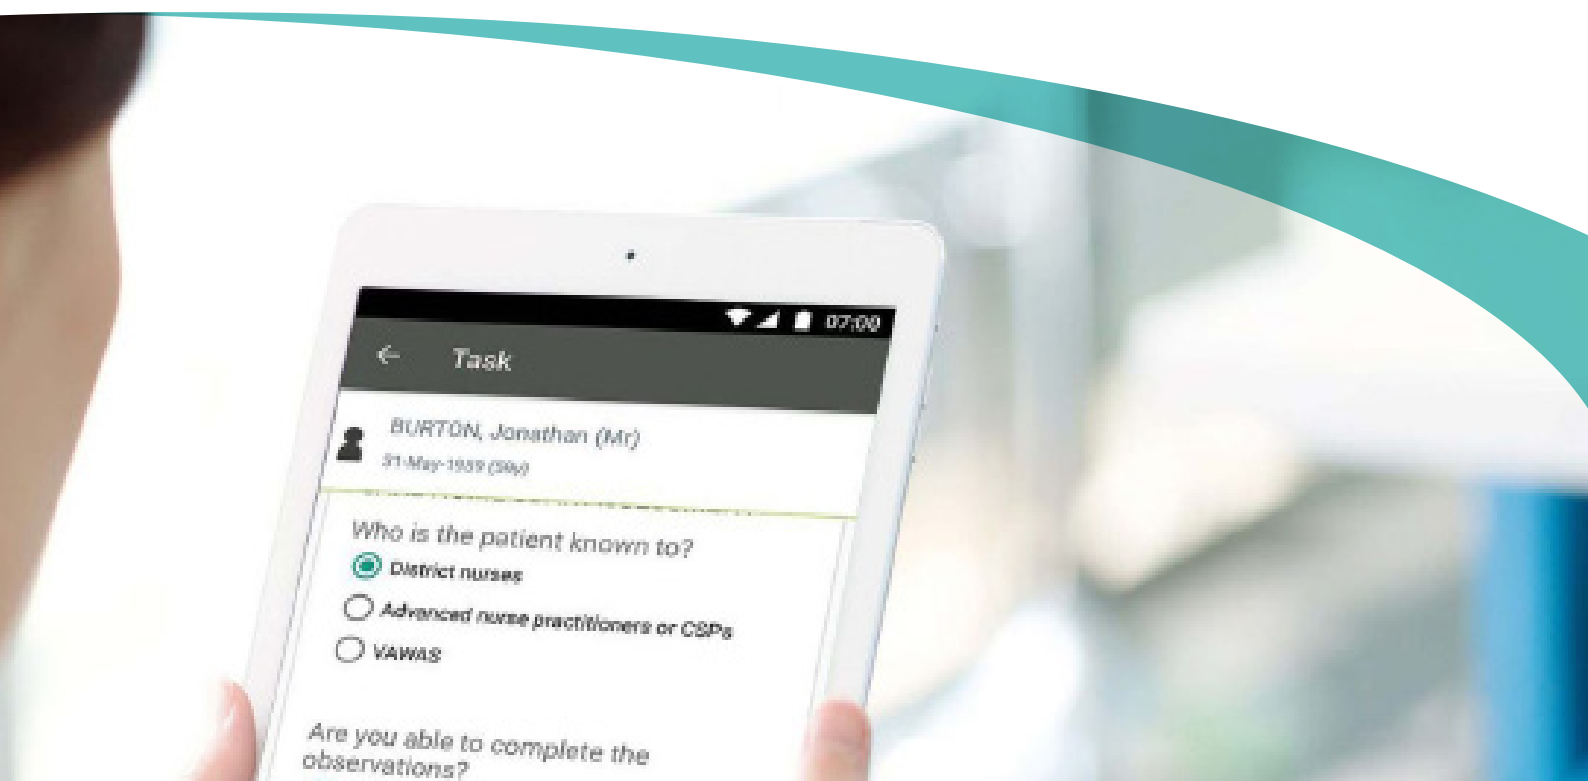 07:00
Task
BURTON, Jonathan (Mr)
Who is the patient known to?
District nurses
Advanced nurse practitioners or CSPs
VAWAS
Are you able to complete the
observations?